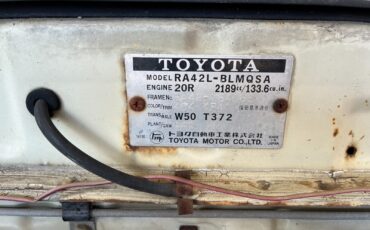 TOYOTA
MODEL RA42L-BLMQSA
ENGINE 20R 2189cc/133.6cu.in.
FRAME No.
COLOR/TRIM
TRANS/AXLE W50 T372
PLANT
トヨタ自動車工業株式会社
TOYOTA MOTOR CO.,LTD.
MADE IN JAPAN